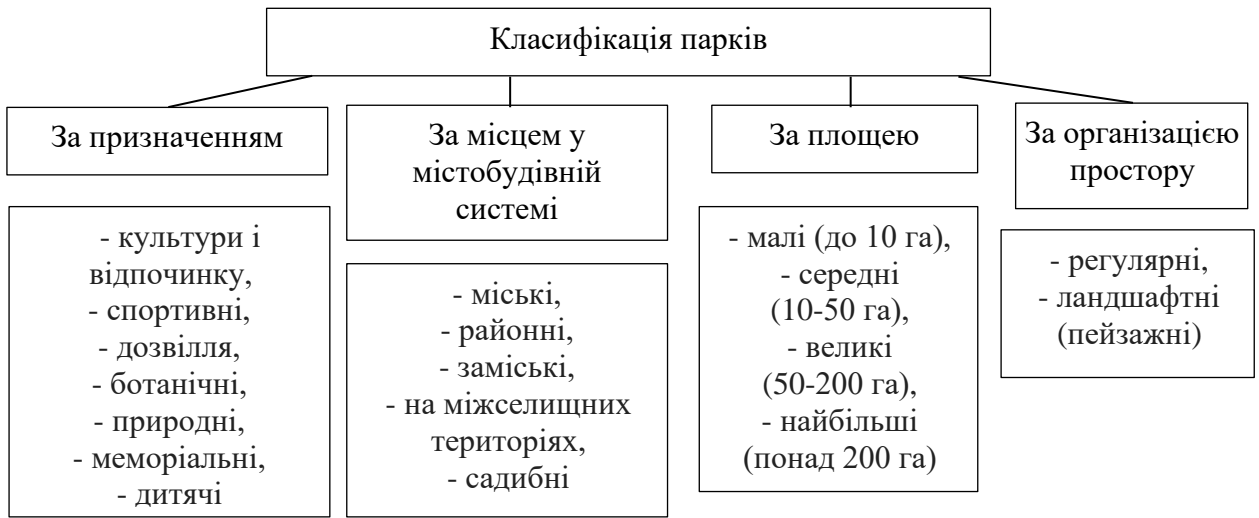 Класифікація парків
За призначенням
- культури і
відпочинку,
- спортивні,
- дозвілля,
- ботанічні,
- природні,
- меморіальні,
- дитячі
За місцем у
містобудівній
системі
- міські,
- районні,
- заміські,
- на міжселищних
територіях,
- садибні
За площею
- малі (до 10 га),
- середні
(10-50 га),
- великі
(50-200 га),
- найбільші
(понад 200 га)
За організацією
простору
- регулярні,
- ландшафтні
(пейзажні)